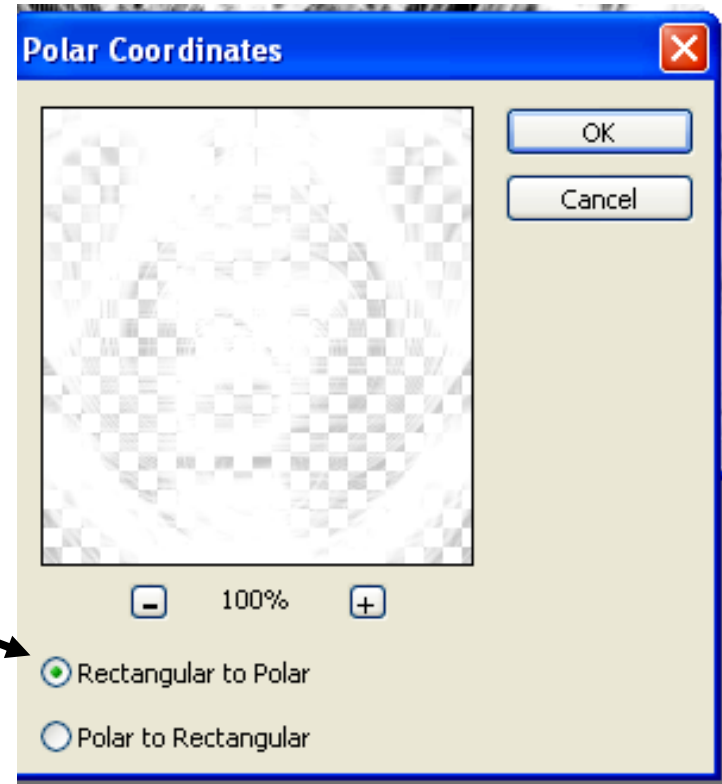 Polar Coordinates
OK
Cancel
- 100% +
Rectangular to Polar
Polar to Rectangular